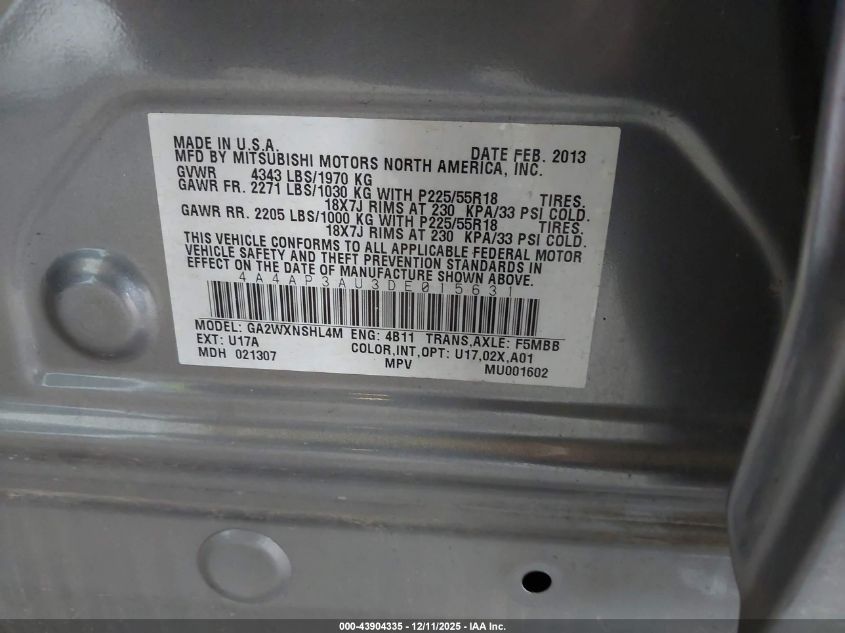 MADE IN U.S.A. DATE FEB. 2013
MFD BY MITSUBISHI MOTORS NORTH AMERICA, INC.
GVWR 4343 LBS/1970 KG
GAWR FR. 2271 LBS/1030 KG WITH P225/55R18 TIRES.
18X7J RIMS AT 230 KPA/33 PSI COLD.
GAWR RR. 2205 LBS/1000 KG WITH P225/55R18 TIRES.
18X7J RIMS AT 230 KPA/33 PSI COLD.
THIS VEHICLE CONFORMS TO ALL APPLICABLE FEDERAL MOTOR
VEHICLE SAFETY AND THEFT PREVENTION STANDARDS IN
EFFECT ON THE DATE OF MANUFACTURE SHOWN ABOVE.
4A4AP3AU3DE015631
MODEL: GA2WXNSHL4M ENG: 4B11 TRANS,AXLE: F5MBB
EXT: U17A COLOR,INT,OPT: U17,02X,A01
MDH 021307 MPV MU001602
000-43904335 - 12/11/2025 - IAA Inc.